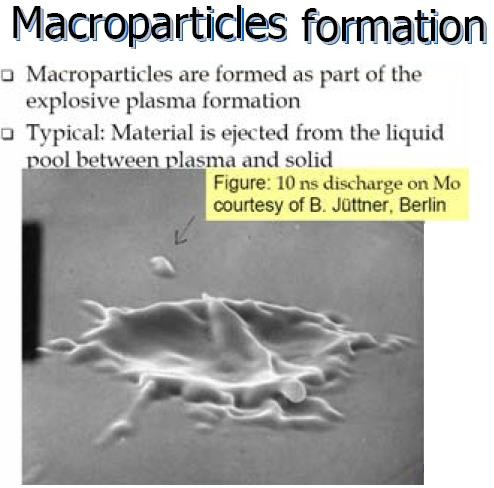 Macroparticles formation
❑ Macroparticles are formed as part of the
explosive plasma formation
❑ Typical: Material is ejected from the liquid
pool between plasma and solid
Figure: 10 ns discharge on Mo
courtesy of B. Jüttner, Berlin